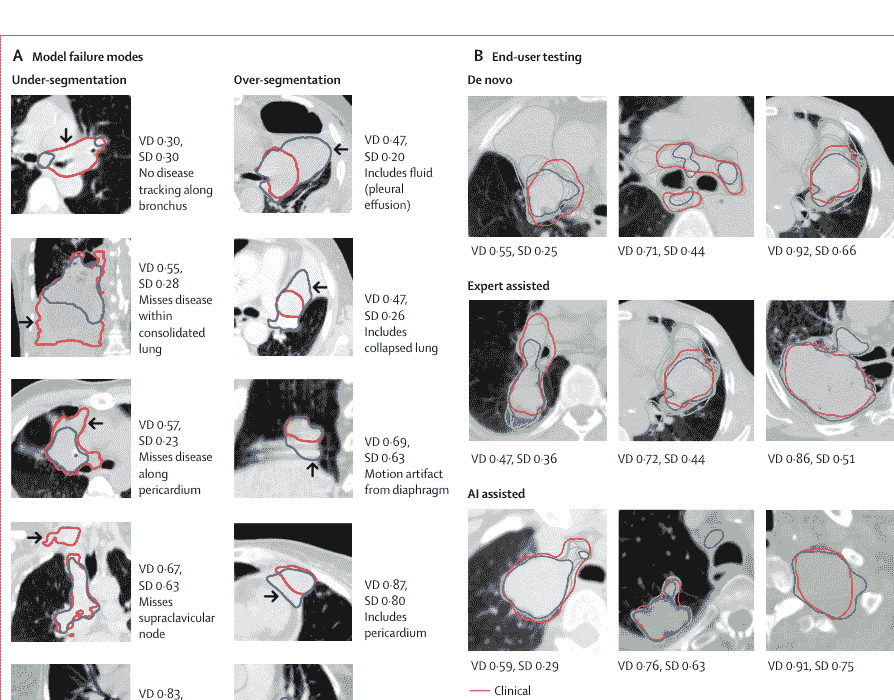 A Model failure modes
Under-segmentation
Over-segmentation
VD 0·30,
SD 0·30
No disease
tracking along
bronchus
VD 0·47,
SD 0·20
Includes fluid
(pleural
effusion)
VD 0·55,
SD 0·28
Misses disease
within
consolidated
lung
VD 0·47,
SD 0·26
Includes
collapsed lung
VD 0·57,
SD 0·23
Misses disease
along
pericardium
VD 0·69,
SD 0·63
Motion artifact
from diaphragm
VD 0·67,
SD 0·63
Misses
supraclavicular
node
VD 0·87,
SD 0·80
Includes
pericardium
VD 0·83,
B End-user testing
De novo
VD 0·55, SD 0·25
VD 0·71, SD 0·44
VD 0·92, SD 0·66
Expert assisted
VD 0·47, SD 0·36
VD 0·72, SD 0·44
VD 0·86, SD 0·51
AI assisted
VD 0·59, SD 0·29
VD 0·76, SD 0·63
VD 0·91, SD 0·75
Clinical